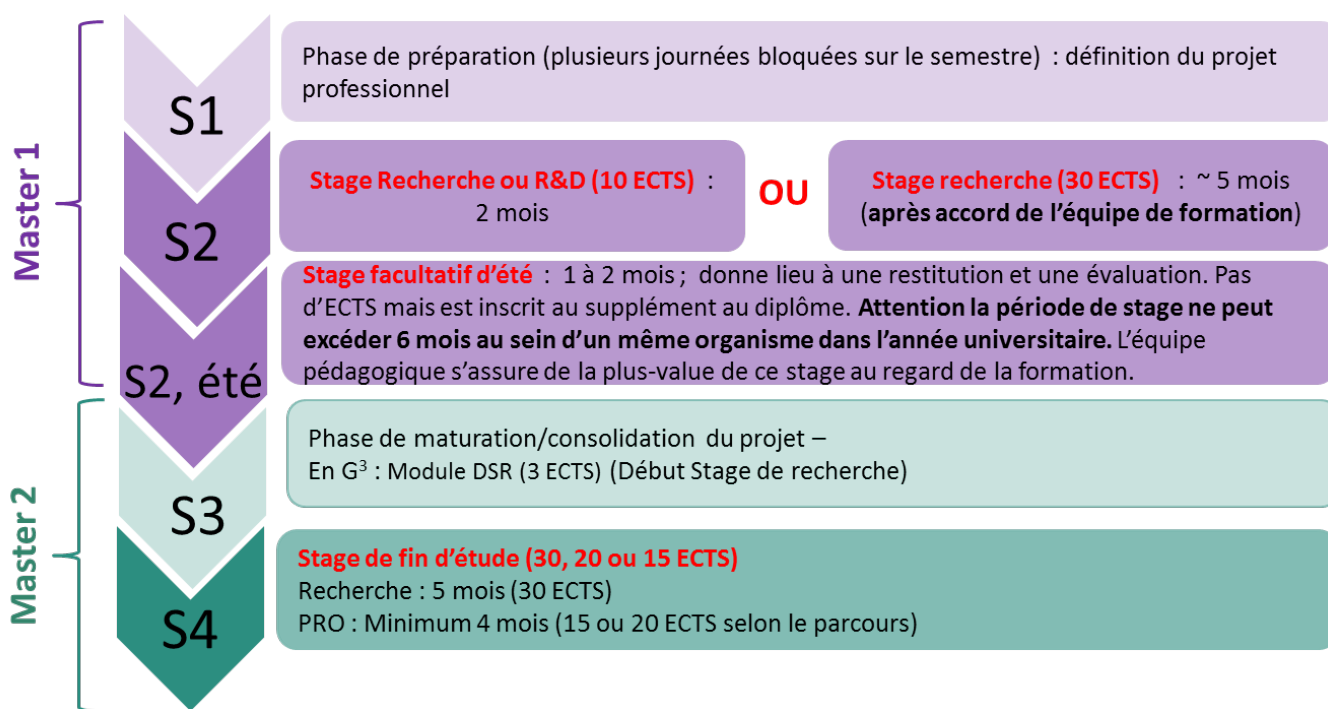 Master 1
S1
Phase de préparation (plusieurs journées bloquées sur le semestre) : définition du projet
professionnel
S2
Stage Recherche ou R&D (10 ECTS) :
2 mois
OU
Stage recherche (30 ECTS) : ~ 5 mois
(après accord de l'équipe de formation)
S2, été
Stage facultatif d'été : 1 à 2 mois ; donne lieu à une restitution et une évaluation. Pas
d'ECTS mais est inscrit au supplément au diplôme. Attention la période de stage ne peut
excéder 6 mois au sein d'un même organisme dans l'année universitaire. L'équipe
pédagogique s'assure de la plus-value de ce stage au regard de la formation.
Master 2
S3
Phase de maturation/consolidation du projet –
En G³ : Module DSR (3 ECTS) (Début Stage de recherche)
S4
Stage de fin d'étude (30, 20 ou 15 ECTS)
Recherche : 5 mois (30 ECTS)
PRO : Minimum 4 mois (15 ou 20 ECTS selon le parcours)